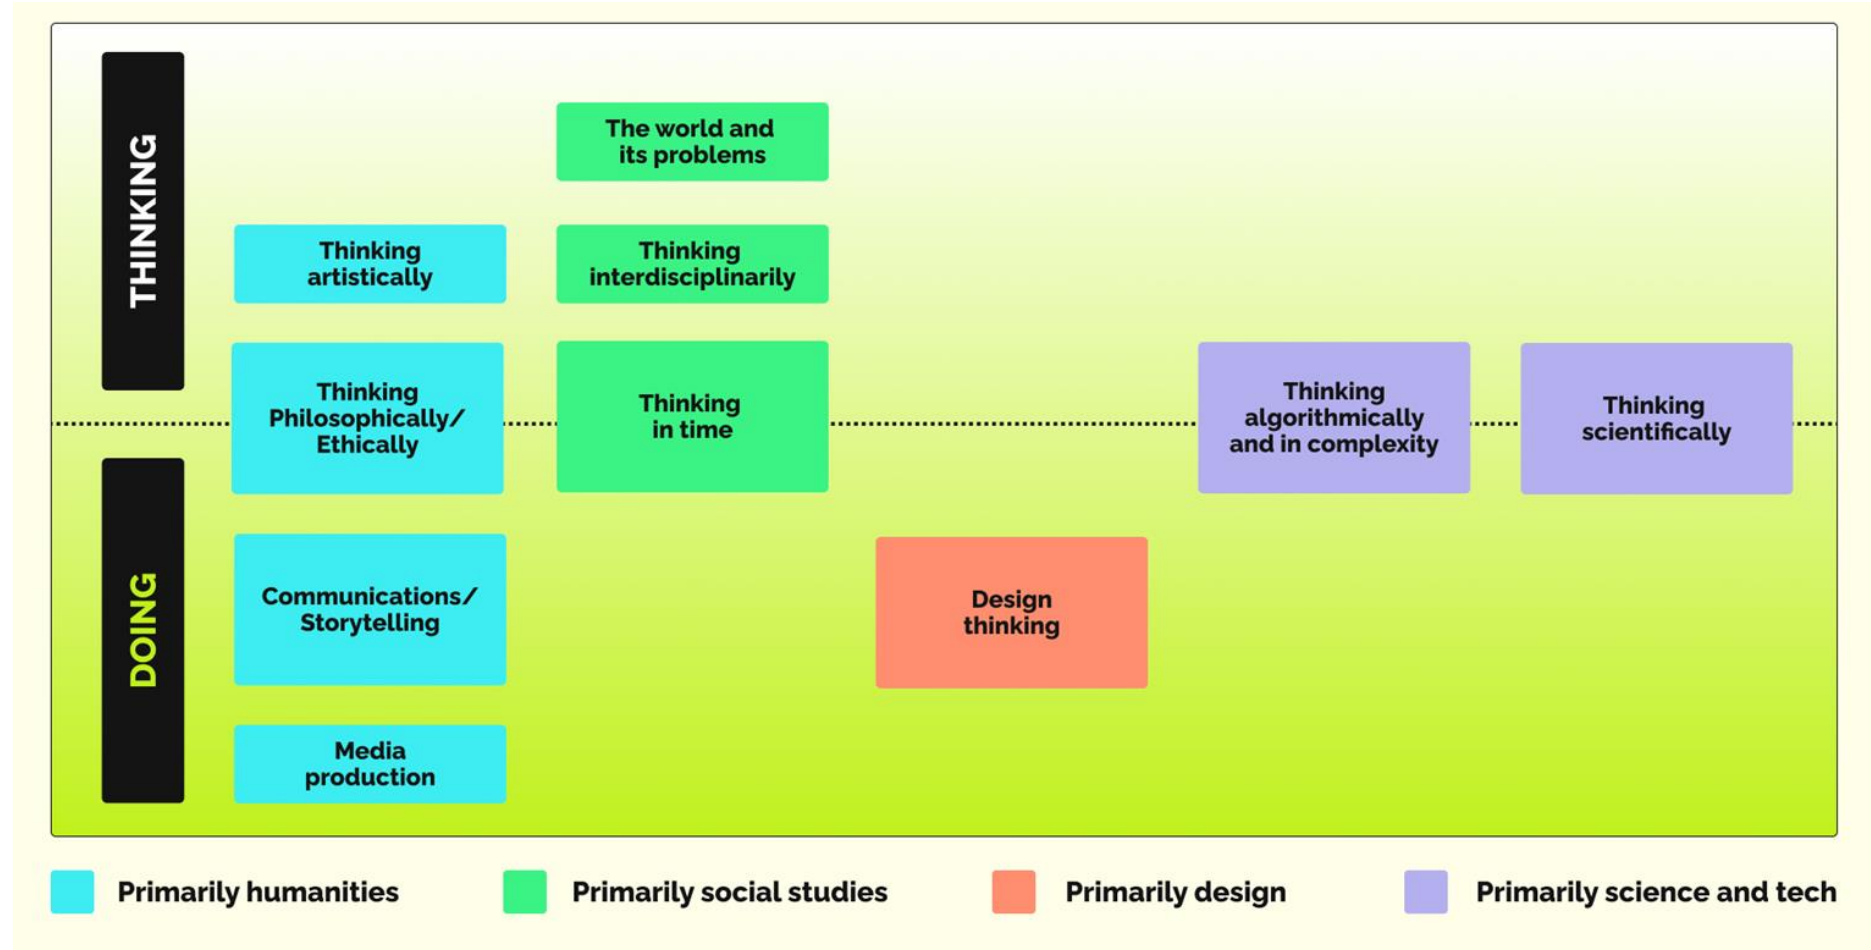 THINKING
The world and
its problems
Thinking
artistically
Thinking
interdisciplinarily
Thinking
Philosophically/
Ethically
Thinking
in time
Thinking
algorithmically
and in complexity
Thinking
scientifically
DOING
Communications/
Storytelling
Design
thinking
Media
production
Primarily humanities
Primarily social studies
Primarily design
Primarily science and tech